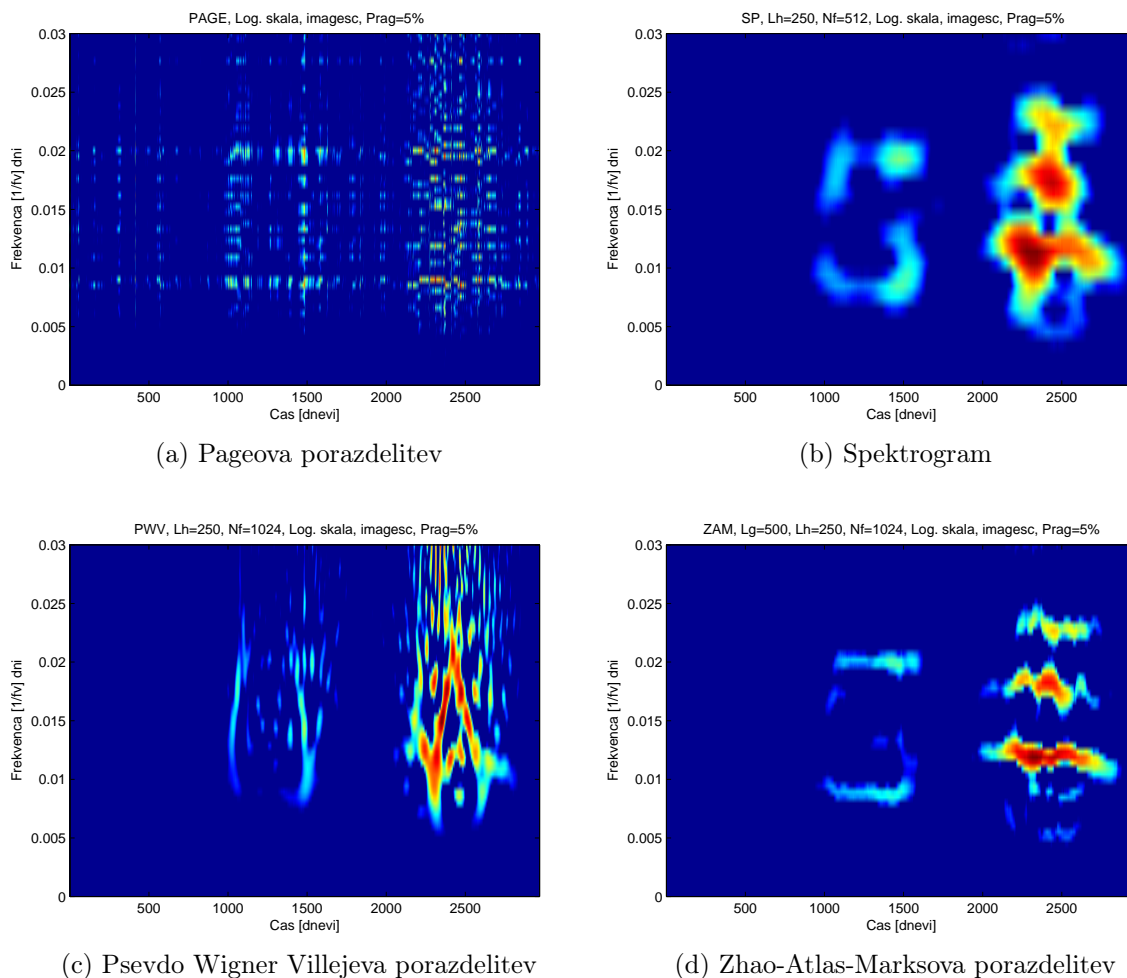 PAGE, Log. skala, imagesc, Prag=5%
0.03
0.025
0.02
0.015
0.01
0.005
0
Frekvenca [1/fv] dni
500 1000 1500 2000 2500
Cas [dnevi]
(a) Pageova porazdelitev
SP, Lh=250, Nf=512, Log. skala, imagesc, Prag=5%
0.03
0.025
0.02
0.015
0.01
0.005
0
Frekvenca [1/fv] dni
500 1000 1500 2000 2500
Cas [dnevi]
(b) Spektrogram
PWV, Lh=250, Nf=1024, Log. skala, imagesc, Prag=5%
0.03
0.025
0.02
0.015
0.01
0.005
0
Frekvenca [1/fv] dni
500 1000 1500 2000 2500
Cas [dnevi]
(c) Psevdo Wigner Villejeva porazdelitev
ZAM, Lg=500, Lh=250, Nf=1024, Log. skala, imagesc, Prag=5%
0.03
0.025
0.02
0.015
0.01
0.005
0
Frekvenca [1/fv] dni
500 1000 1500 2000 2500
Cas [dnevi]
(d) Zhao-Atlas-Marksova porazdelitev